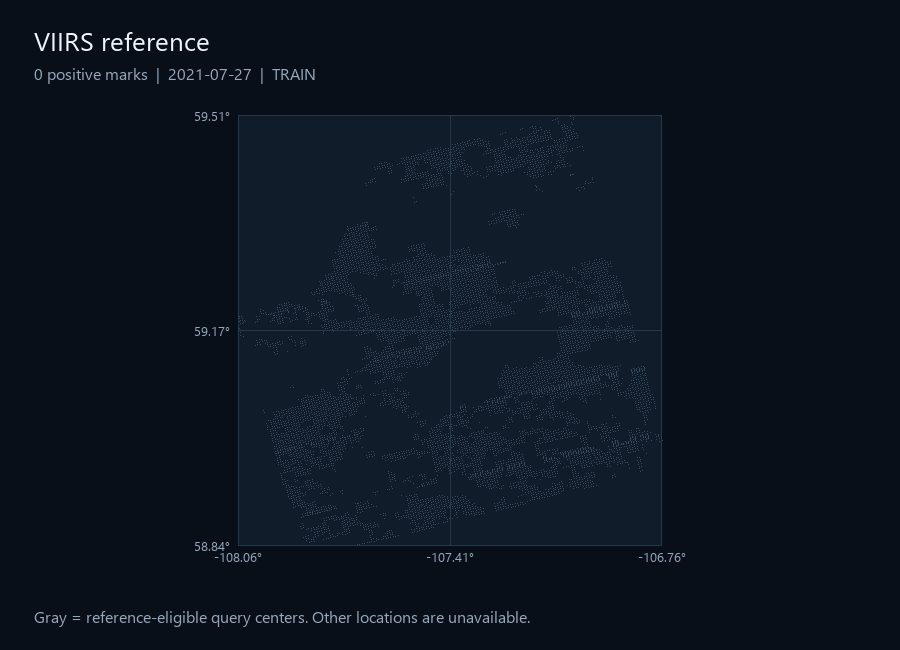 VIIRS reference
0 positive marks | 2021-07-27 | TRAIN
59.51°
59.17°
58.84°
-108.06° -107.41° -106.76°
Gray = reference-eligible query centers. Other locations are unavailable.